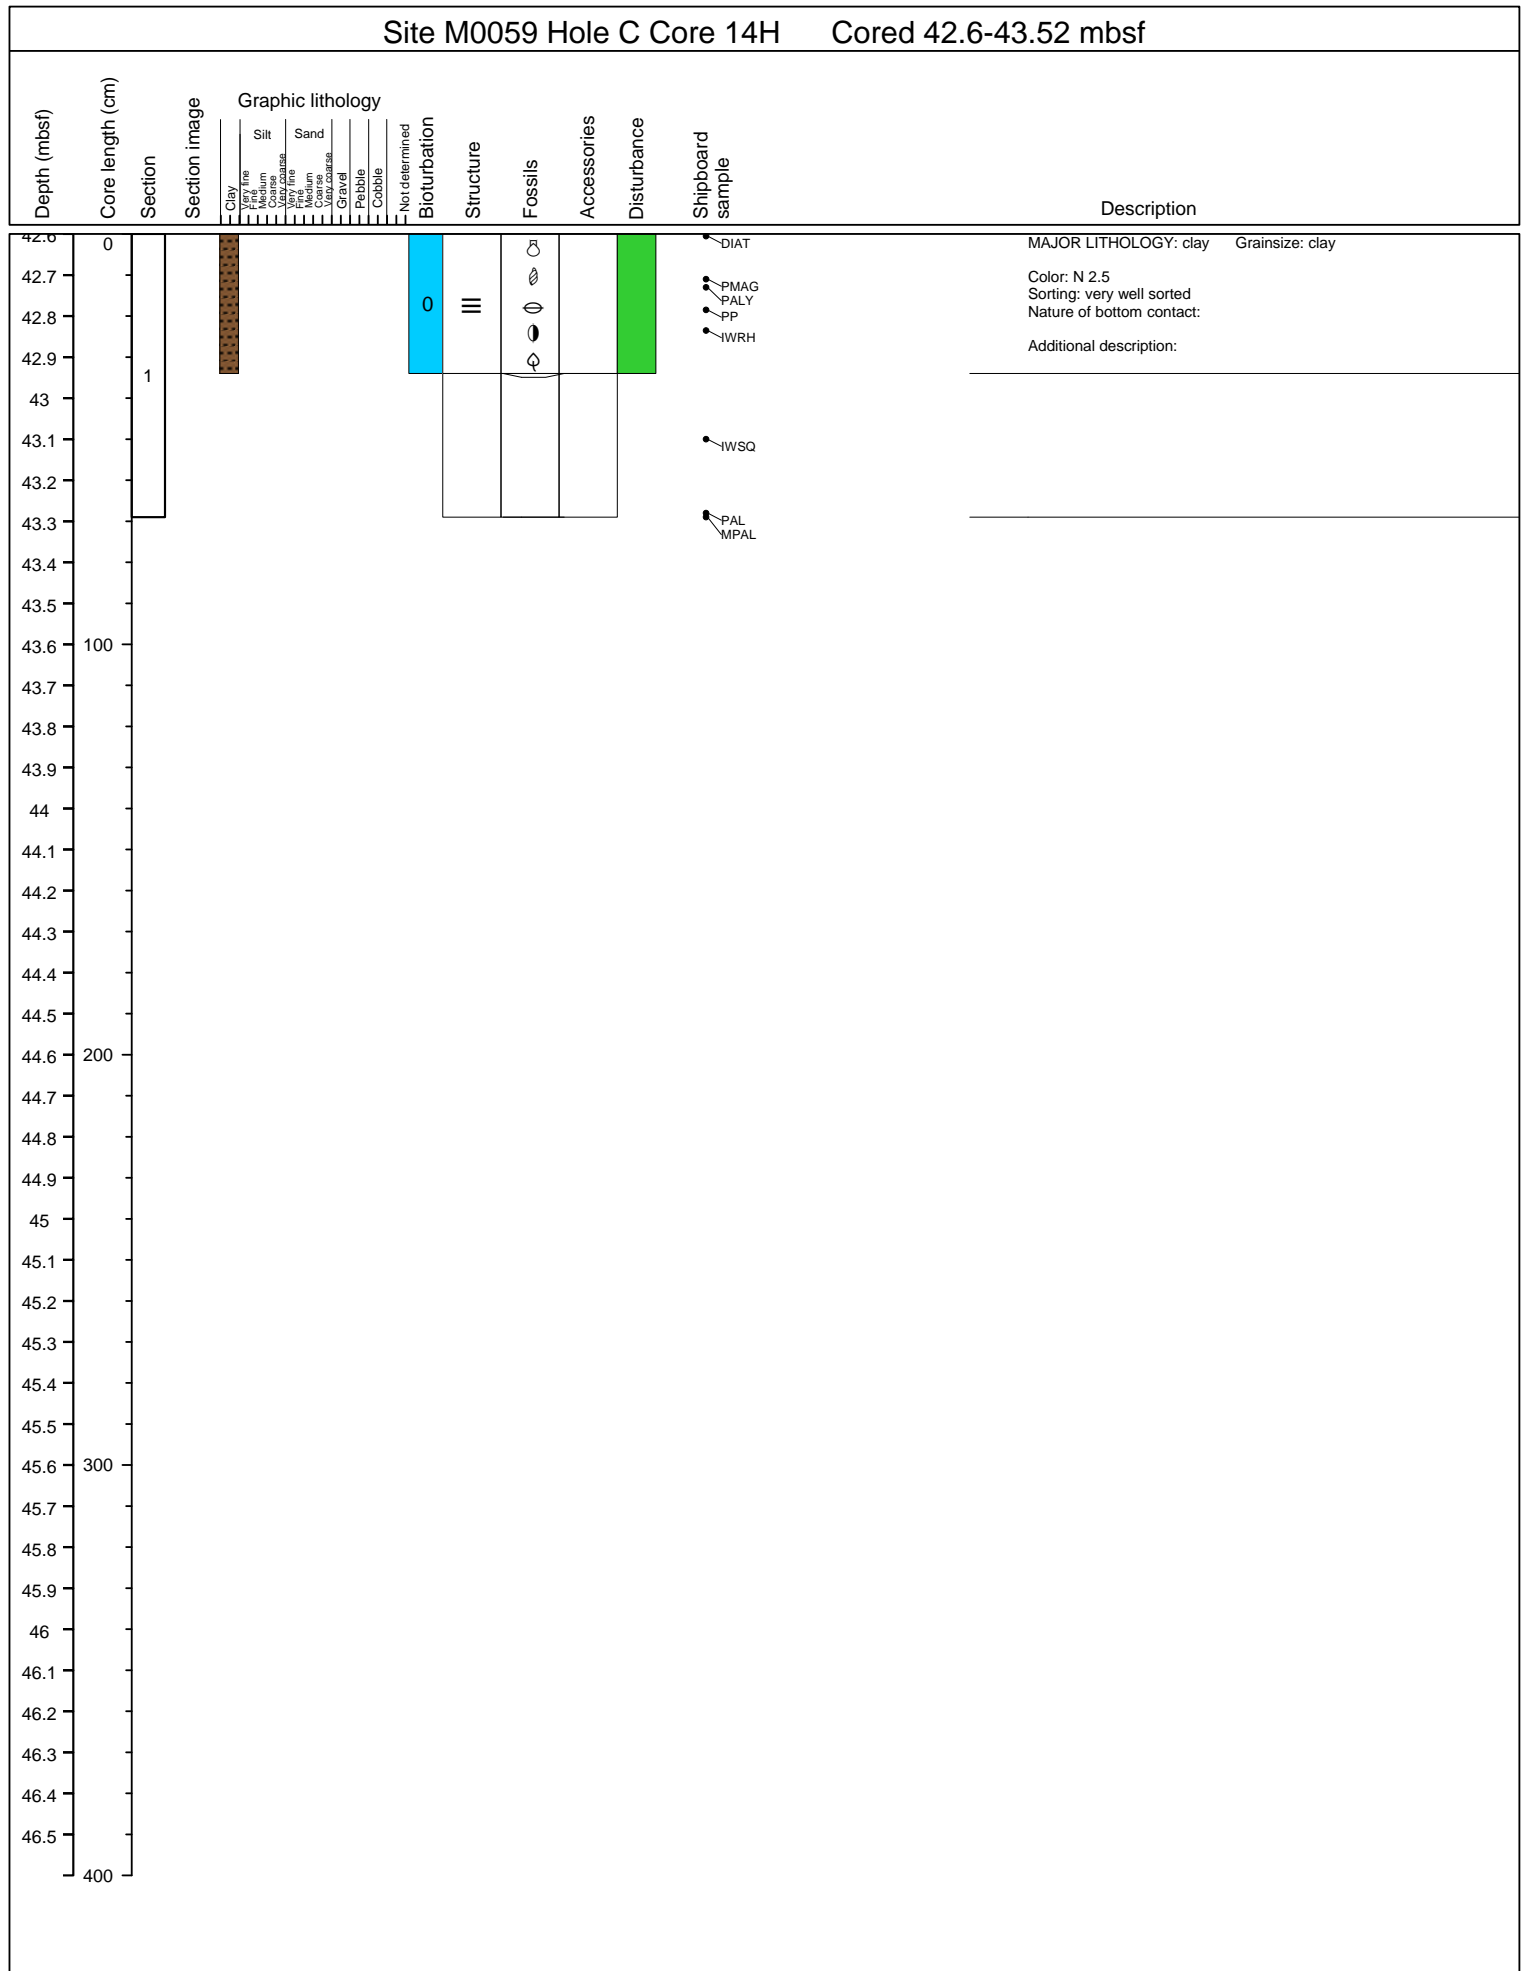 Site M0059 Hole C Core 14H Cored 42.6-43.52 mbsf
Depth (mbsf)
Core length (cm)
Section
Section image
Graphic lithology
Silt
Sand
Clay
Very fine
Fine
Medium
Coarse
Very coarse
Very fine
Fine
Medium
Coarse
Very coarse
Gravel
Pebble
Cobble
Not determined
Bioturbation
Structure
Fossils
Accessories
Disturbance
Shipboard
sample
Description
42.6
42.7
42.8
42.9
43
43.1
43.2
43.3
43.4
43.5
43.6
43.7
43.8
43.9
44
44.1
44.2
44.3
44.4
44.5
44.6
44.7
44.8
44.9
45
45.1
45.2
45.3
45.4
45.5
45.6
45.7
45.8
45.9
46
46.1
46.2
46.3
46.4
46.5
0
100
200
300
400
1
0
DIAT
PMAG
PALY
PP
IWRH
IWSQ
PAL
MPAL
MAJOR LITHOLOGY: clay Grainsize: clay
Color: N 2.5
Sorting: very well sorted
Nature of bottom contact:
Additional description: